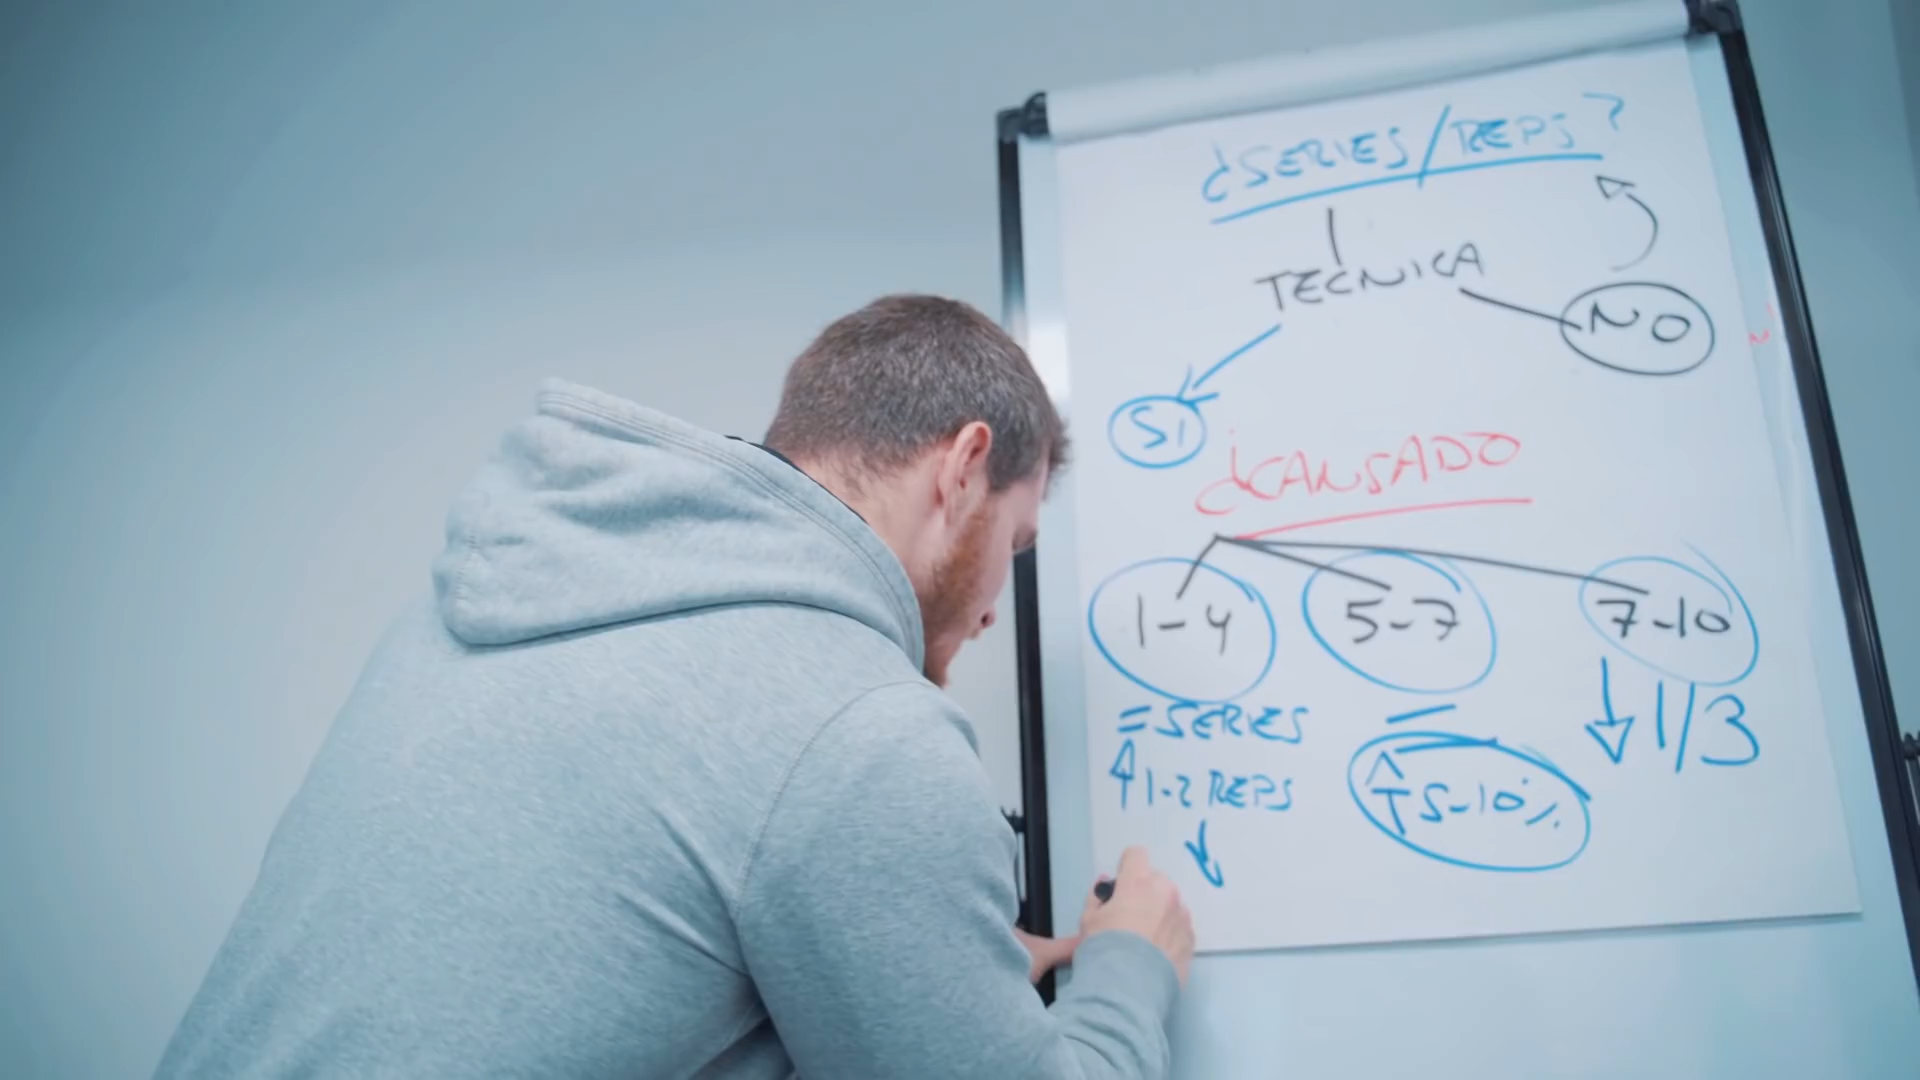 ¿SERIES/REPS?
TECNICA
NO
SI
¿CANSADO
1-4 5-7 7-10
= SERIES
↓ 1/3
↑ 1-2 REPS
↑ 5-10%